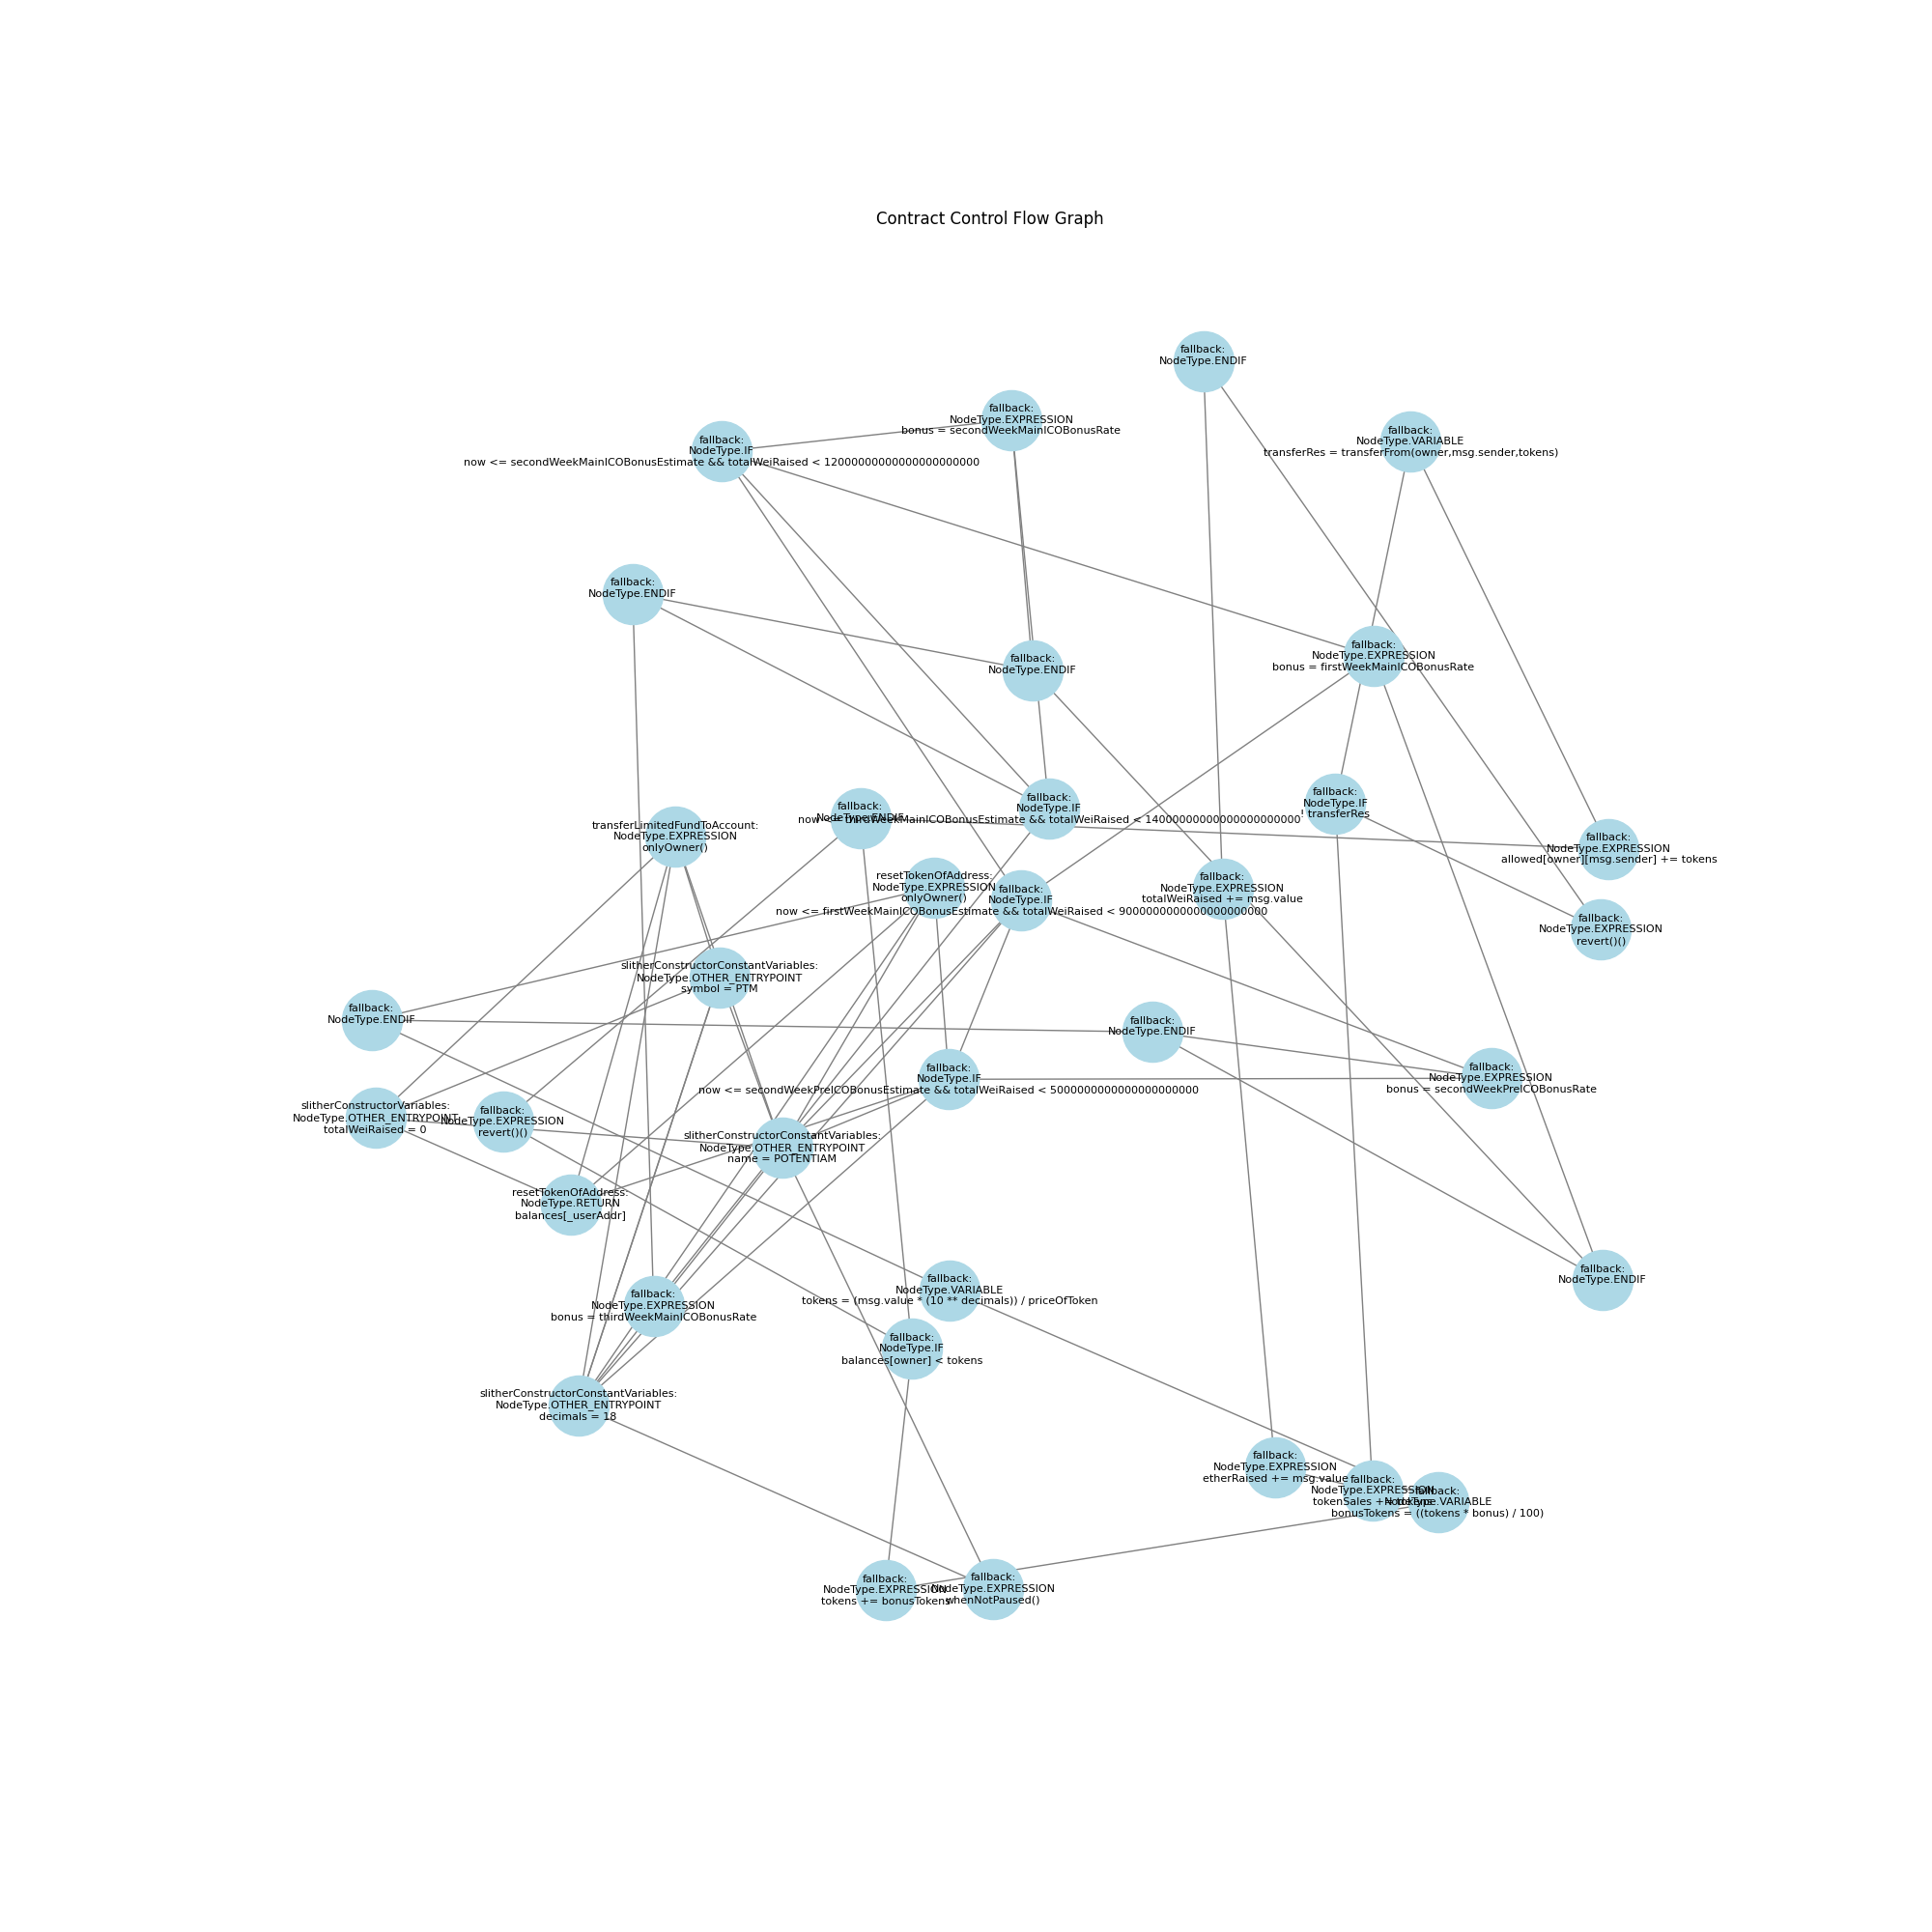 Contract Control Flow Graph
fallback:
NodeType.ENDIF
fallback:
NodeType.EXPRESSION
bonus = secondWeekMainICOBonusRate
fallback:
NodeType.VARIABLE
transferRes = transferFrom(owner,msg.sender,tokens)
fallback:
NodeType.IF
now <= secondWeekMainICOBonusEstimate && totalWeiRaised < 12000000000000000000000
fallback:
NodeType.ENDIF
fallback:
NodeType.ENDIF
fallback:
NodeType.EXPRESSION
bonus = firstWeekMainICOBonusRate
fallback:
NodeType.IF
! transferRes
fallback:
NodeType.IF
now <= thirdWeekMainICOBonusEstimate && totalWeiRaised < 14000000000000000000000
fallback:
NodeType.ENDIF
transferLimitedFundToAccount:
NodeType.EXPRESSION
onlyOwner()
fallback:
NodeType.EXPRESSION
allowed[owner][msg.sender] += tokens
resetTokenOfAddress:
NodeType.EXPRESSION
onlyOwner()
fallback:
NodeType.IF
now <= firstWeekMainICOBonusEstimate && totalWeiRaised < 9000000000000000000000
fallback:
NodeType.EXPRESSION
totalWeiRaised += msg.value
fallback:
NodeType.EXPRESSION
revert()()
slitherConstructorConstantVariables:
NodeType.OTHER_ENTRYPOINT
symbol = PTM
fallback:
NodeType.ENDIF
fallback:
NodeType.ENDIF
fallback:
NodeType.IF
now <= secondWeekPreICOBonusEstimate && totalWeiRaised < 5000000000000000000000
fallback:
NodeType.EXPRESSION
bonus = secondWeekPreICOBonusRate
slitherConstructorVariables:
NodeType.OTHER_ENTRYPOINT
totalWeiRaised = 0
fallback:
NodeType.EXPRESSION
revert()()
slitherConstructorConstantVariables:
NodeType.OTHER_ENTRYPOINT
name = POTENTIAM
resetTokenOfAddress:
NodeType.RETURN
balances[_userAddr]
fallback:
NodeType.ENDIF
fallback:
NodeType.VARIABLE
tokens = (msg.value * (10 ** decimals)) / priceOfToken
fallback:
NodeType.EXPRESSION
bonus = thirdWeekMainICOBonusRate
fallback:
NodeType.IF
balances[owner] < tokens
slitherConstructorConstantVariables:
NodeType.OTHER_ENTRYPOINT
decimals = 18
fallback:
NodeType.EXPRESSION
etherRaised += msg.value
fallback:
NodeType.EXPRESSION
tokenSales += tokens
fallback:
NodeType.VARIABLE
bonusTokens = ((tokens * bonus) / 100)
fallback:
NodeType.EXPRESSION
tokens += bonusTokens
fallback:
NodeType.EXPRESSION
whenNotPaused()